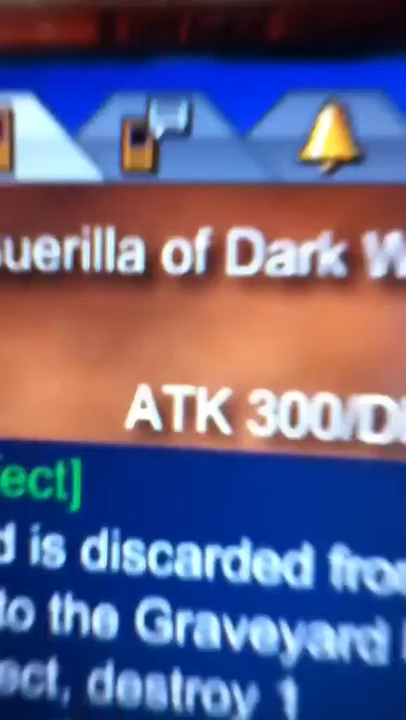 uerilla of Dark W
ATK 300/D
ect]
d is discarded fro
to the Graveyard
ect, destroy 1